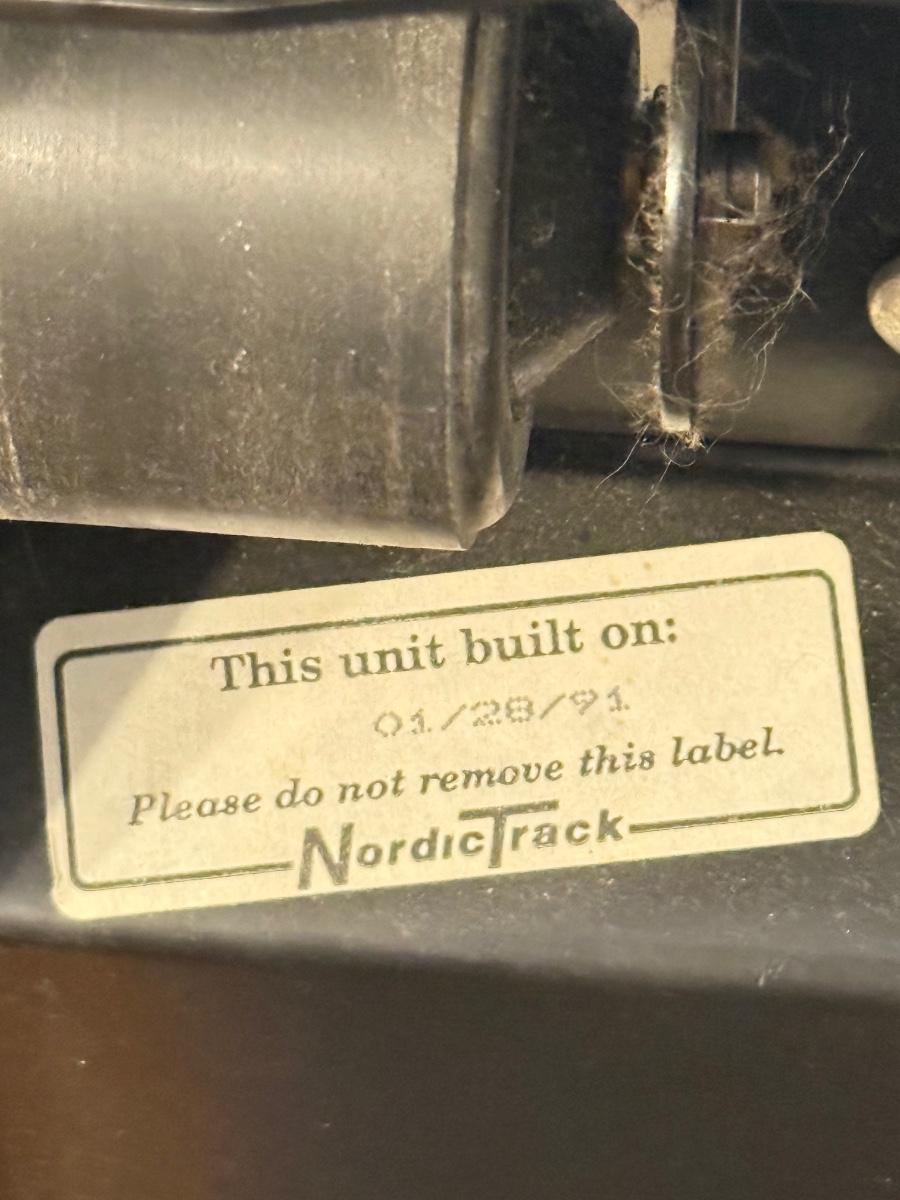 This unit built on:
01/28/91
Please do not remove this label.
NordicTrack